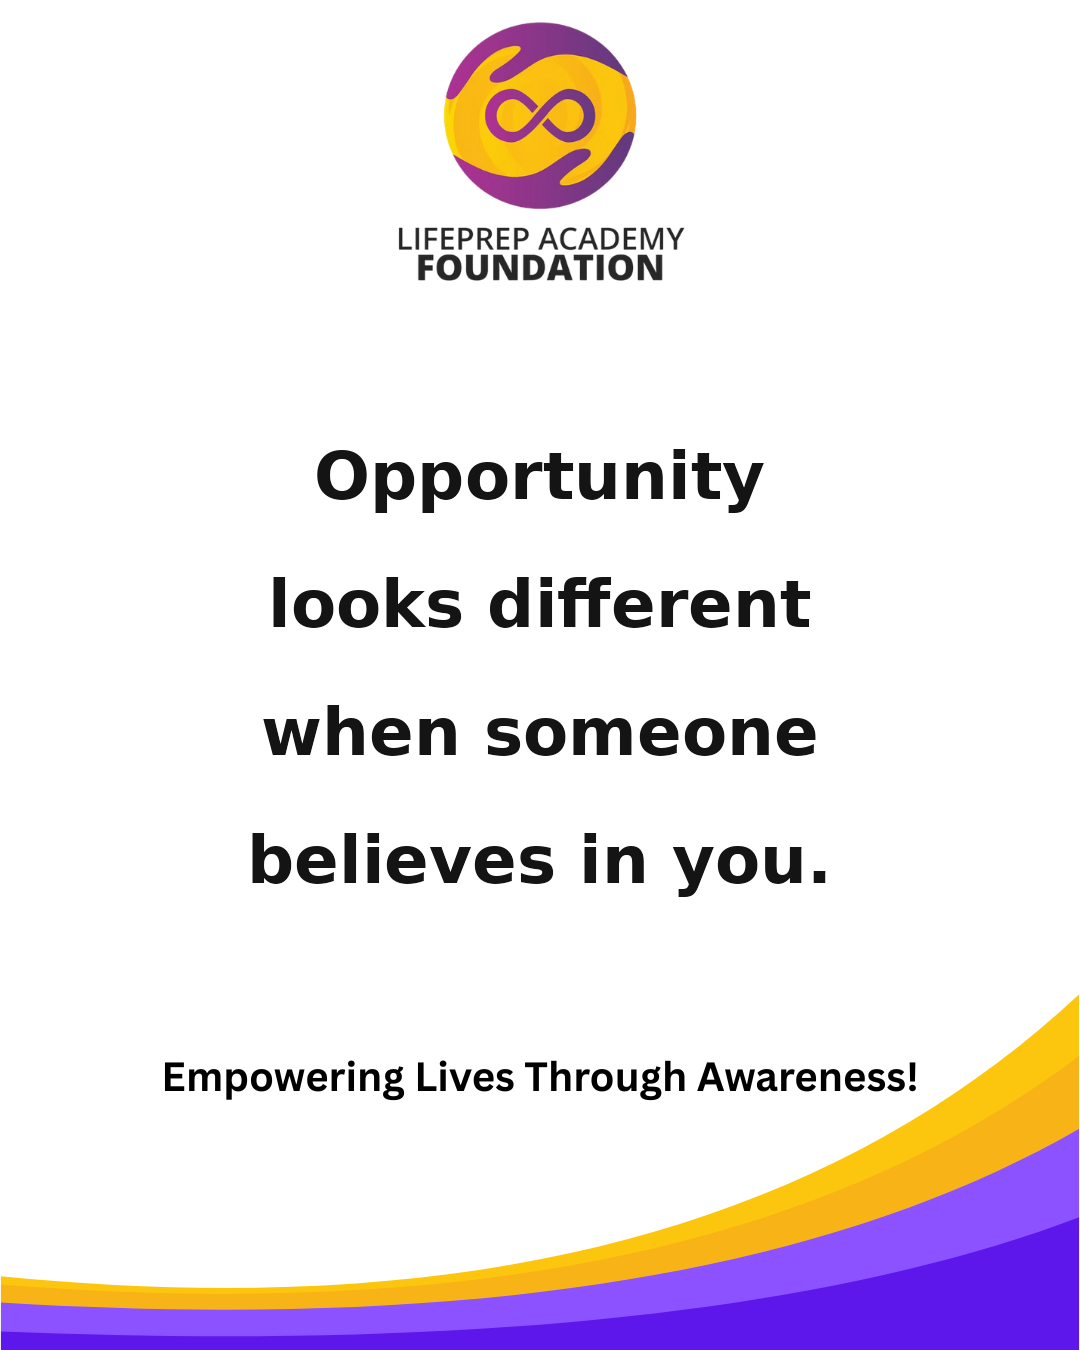 LIFEPREP ACADEMY
FOUNDATION
Opportunity
looks different
when someone
believes in you.
Empowering Lives Through Awareness!